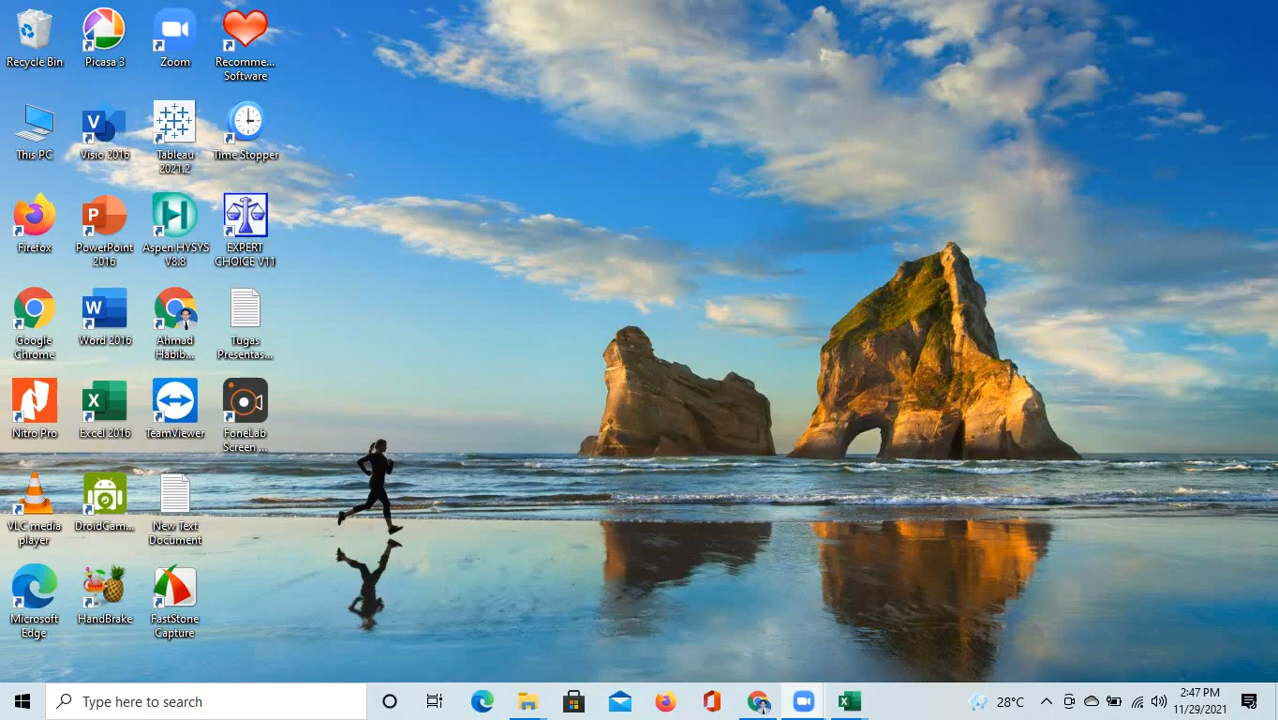 Recycle Bin
Picasa 3
Zoom
Recomme...
Software
This PC
Visio 2016
Tableau
2021.2
Time Stopper
Firefox
PowerPoint
2016
Aspen HYSYS
V8.8
EXPERT
CHOICE V11
Google
Chrome
Word 2016
Ahmad
Habib...
Tugas
Presentas...
Nitro Pro
Excel 2016
TeamViewer
FoneLab
Screen ...
VLC media
player
DroidCam...
New Text
Document
Microsoft
Edge
HandBrake
FastStone
Capture
Type here to search
28°C
2:47 PM
11/29/2021